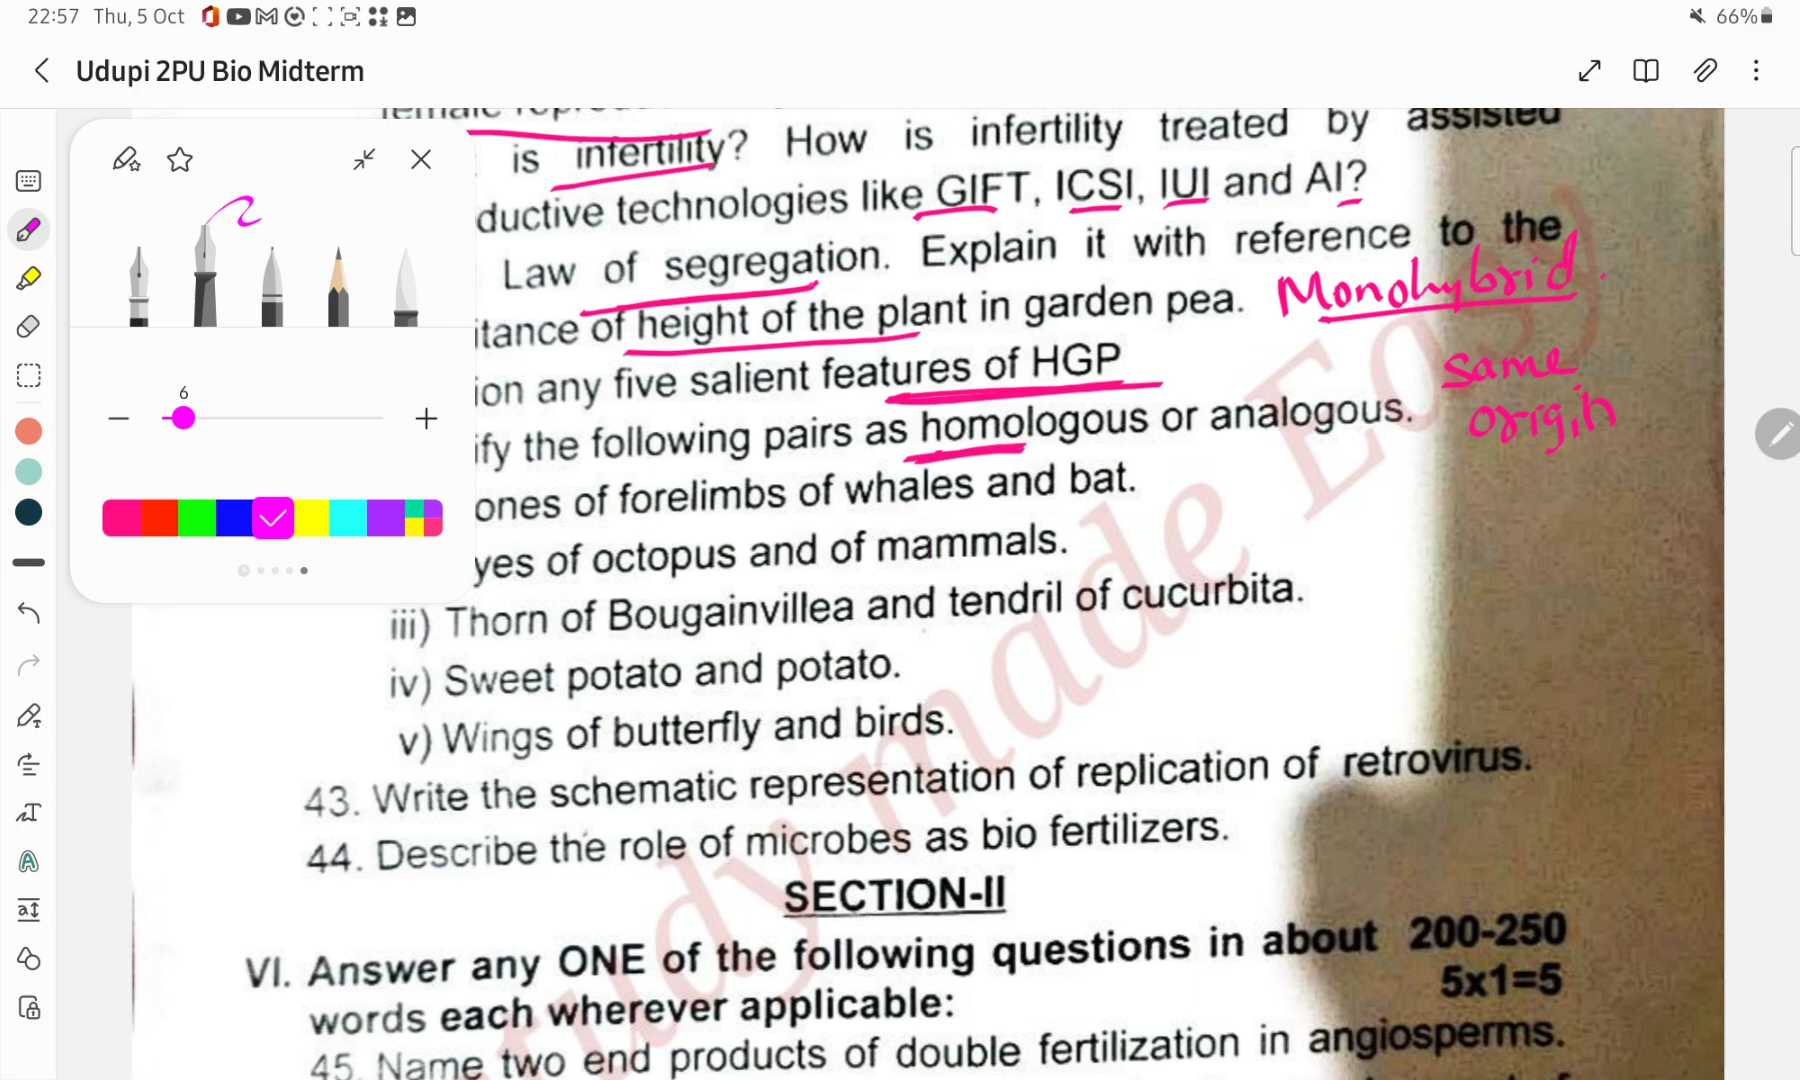 22:57 Thu, 5 Oct 66%
Udupi 2PU Bio Midterm
is infertility? How is infertility treated by assisted
ductive technologies like GIFT, ICSI, IUI and AI?
Law of segregation. Explain it with reference to the
itance of height of the plant in garden pea. Monohybrid.
ion any five salient features of HGP
same
ify the following pairs as homologous or analogous.
origin
ones of forelimbs of whales and bat.
yes of octopus and of mammals.
iii) Thorn of Bougainvillea and tendril of cucurbita.
iv) Sweet potato and potato.
v) Wings of butterfly and birds.
43. Write the schematic representation of replication of retrovirus.
44. Describe the role of microbes as bio fertilizers.
SECTION-II
VI. Answer any ONE of the following questions in about 200-250
words each wherever applicable: 5x1=5
45. Name two end products of double fertilization in angiosperms.
6
tudy made Easy